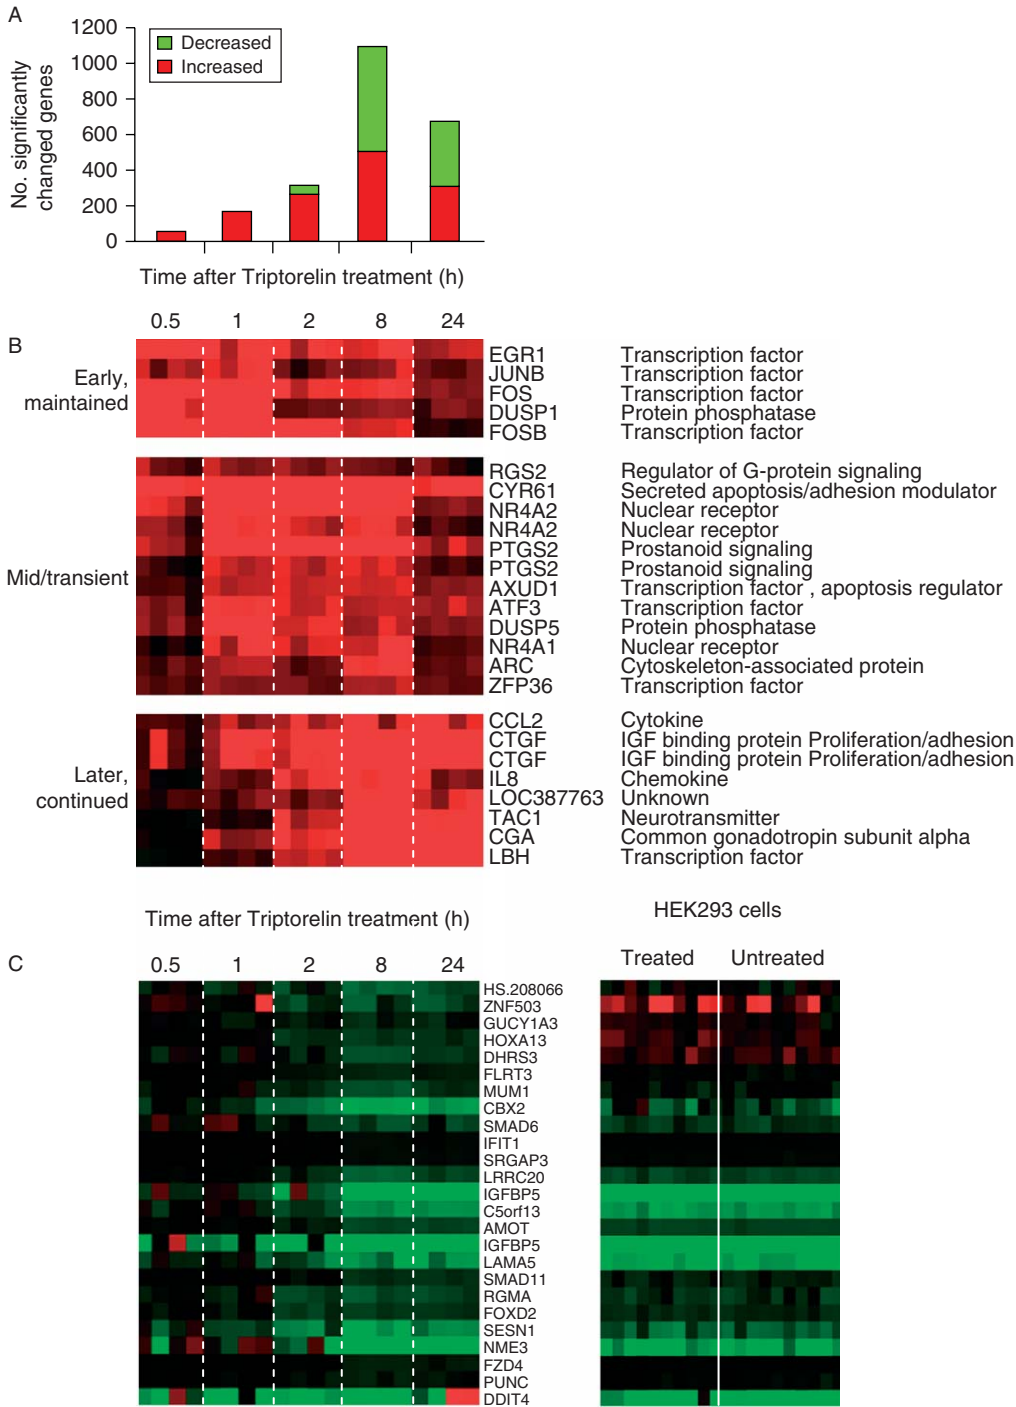 A
No. significantly
changed genes
1200
1000
800
600
400
200
0
Decreased
Increased
Time after Triptorelin treatment (h)
0.5 1 2 8 24
B
Early,
maintained
EGR1 Transcription factor
JUNB Transcription factor
FOS Transcription factor
DUSP1 Protein phosphatase
FOSB Transcription factor
Mid/transient
RGS2 Regulator of G-protein signaling
CYR61 Secreted apoptosis/adhesion modulator
NR4A2 Nuclear receptor
NR4A2 Nuclear receptor
PTGS2 Prostanoid signaling
PTGS2 Prostanoid signaling
AXUD1 Transcription factor , apoptosis regulator
ATF3 Transcription factor
DUSP5 Protein phosphatase
NR4A1 Nuclear receptor
ARC Cytoskeleton-associated protein
ZFP36 Transcription factor
Later,
continued
CCL2 Cytokine
CTGF IGF binding protein Proliferation/adhesion
CTGF IGF binding protein Proliferation/adhesion
IL8 Chemokine
LOC387763 Unknown
TAC1 Neurotransmitter
CGA Common gonadotropin subunit alpha
LBH Transcription factor
Time after Triptorelin treatment (h)
HEK293 cells
C
0.5 1 2 8 24
Treated Untreated
HS.208066
ZNF503
GUCY1A3
HOXA13
DHRS3
FLRT3
MUM1
CBX2
SMAD6
IFIT1
SRGAP3
LRRC20
IGFBP5
C5orf13
AMOT
IGFBP5
LAMA5
SMAD11
RGMA
FOXD2
SESN1
NME3
FZD4
PUNC
DDIT4